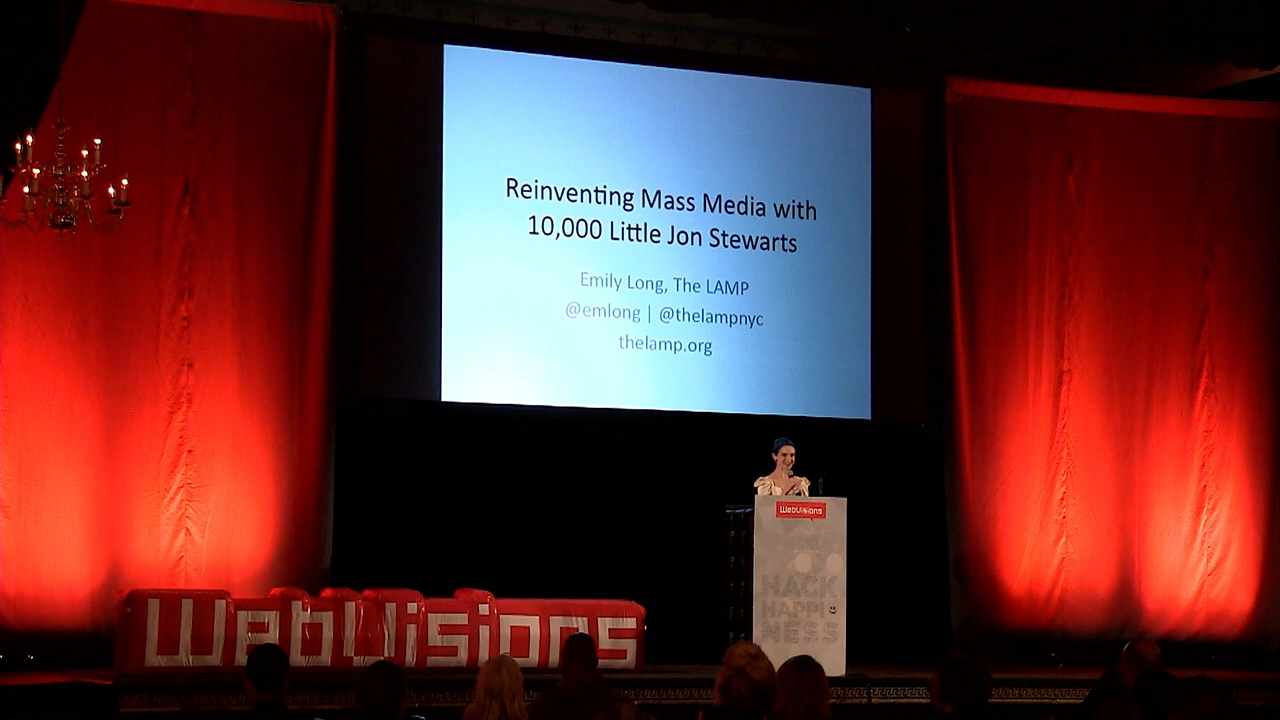 Reinventing Mass Media with
10,000 Little Jon Stewarts
Emily Long, The LAMP
@emlong | @thelampnyc
thelamp.org
WebVisions
HACK
HAPPI
NESS
WebVisions